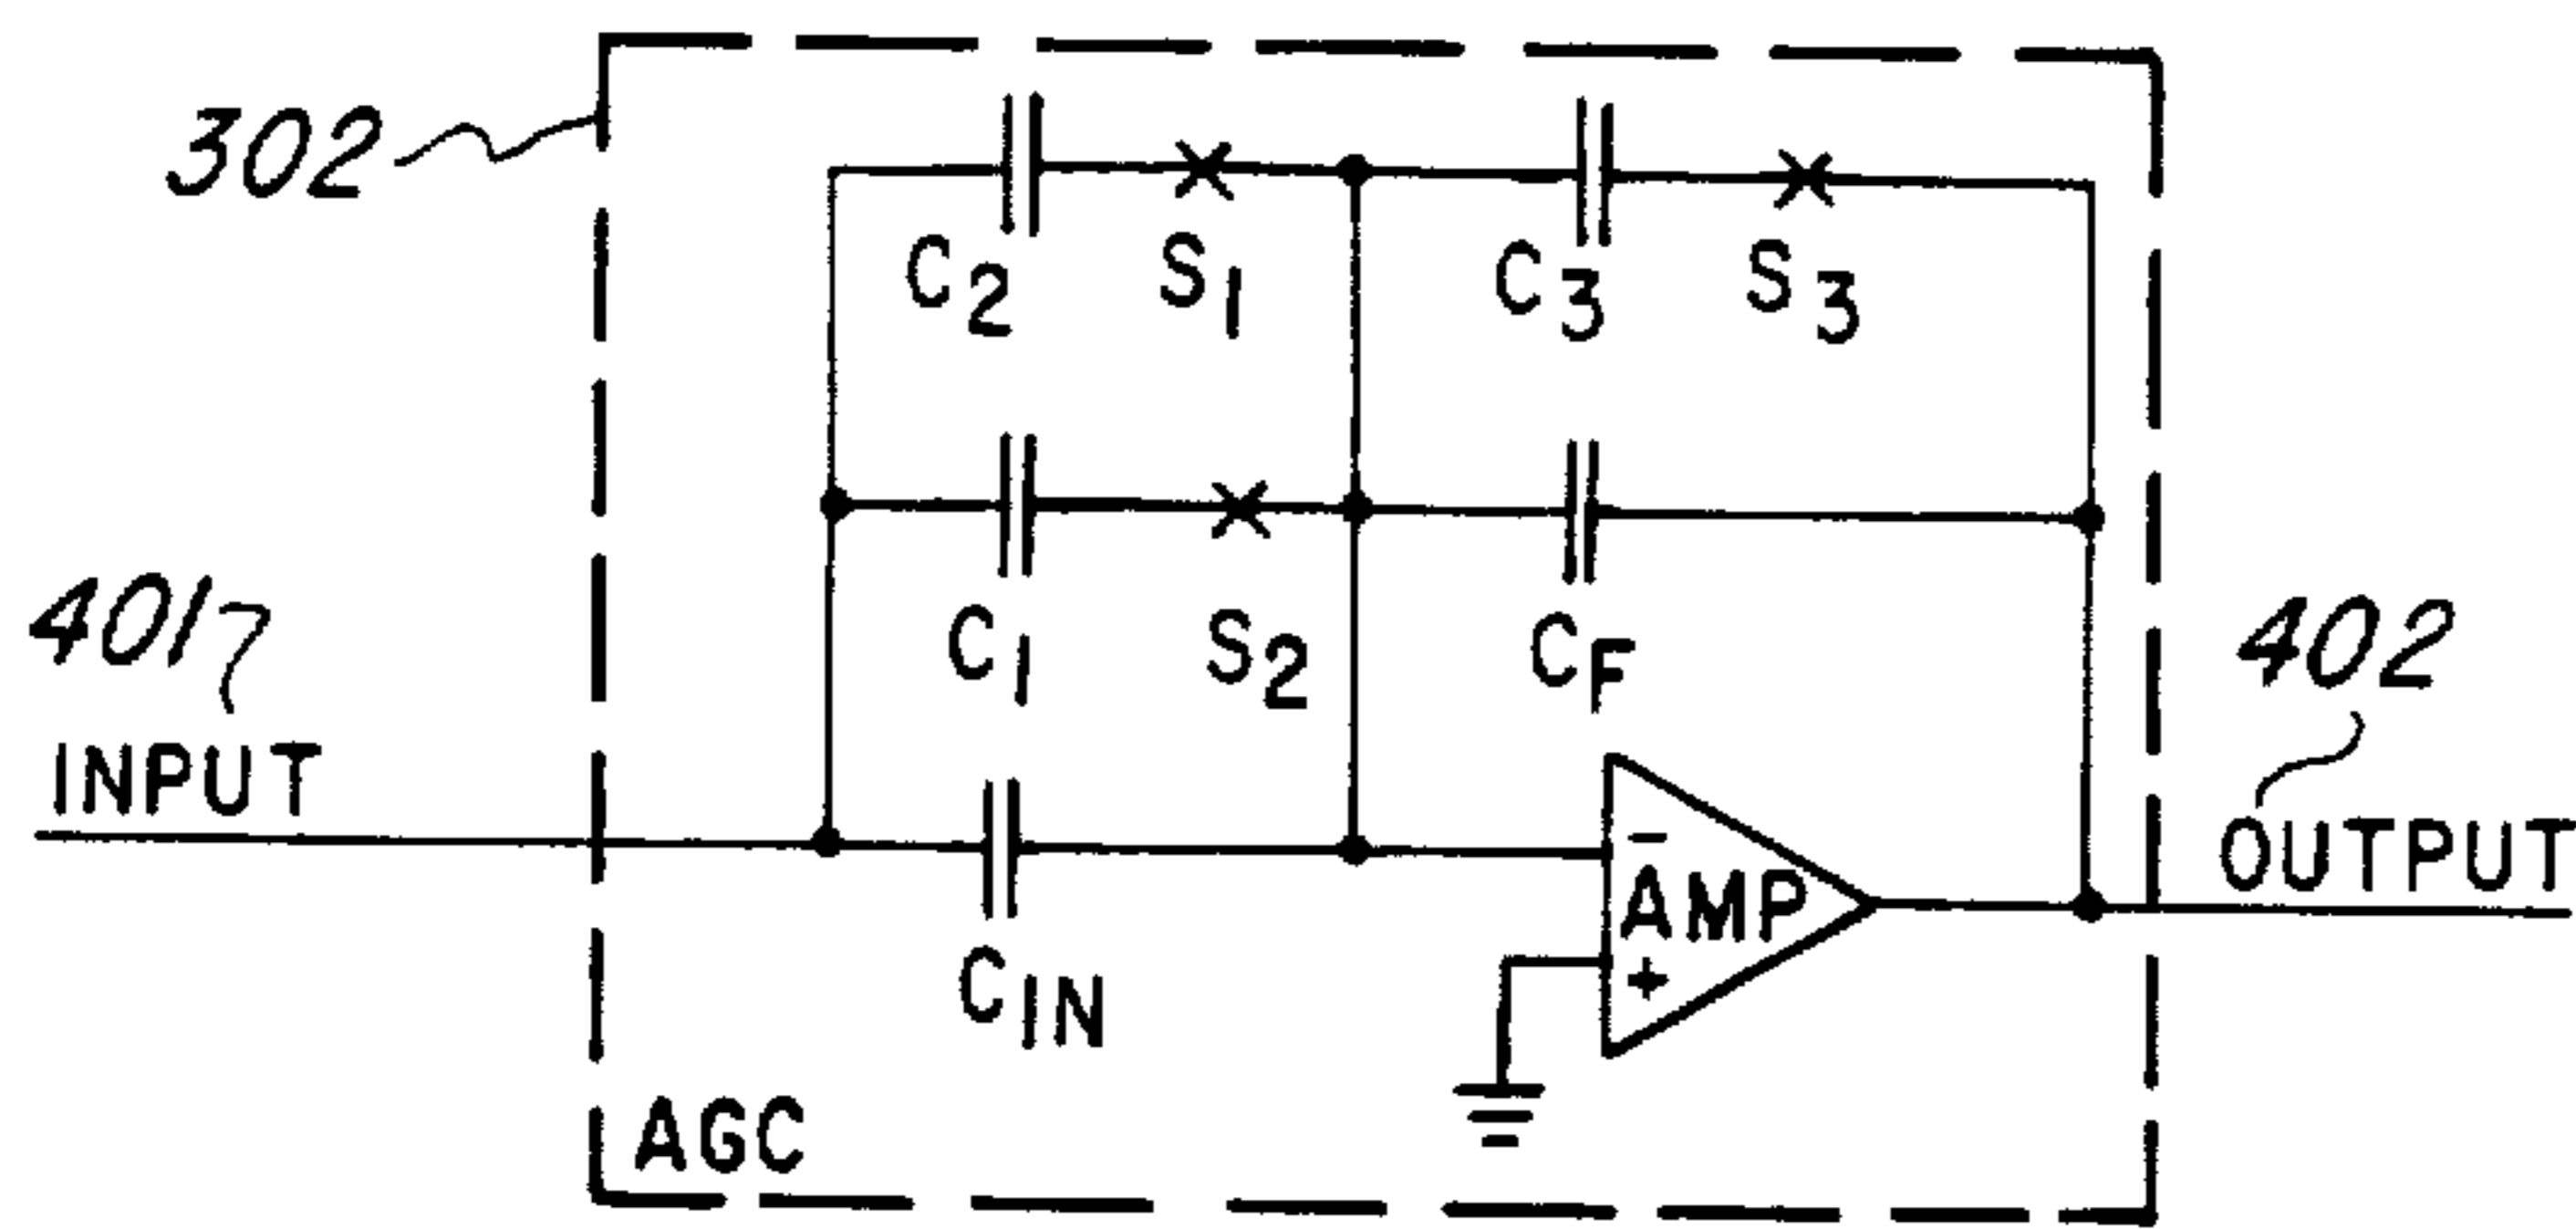 302
C2 S1 C3 S3
C1 S2 CF
401
INPUT
402
OUTPUT
-
AMP
+
CIN
AGC